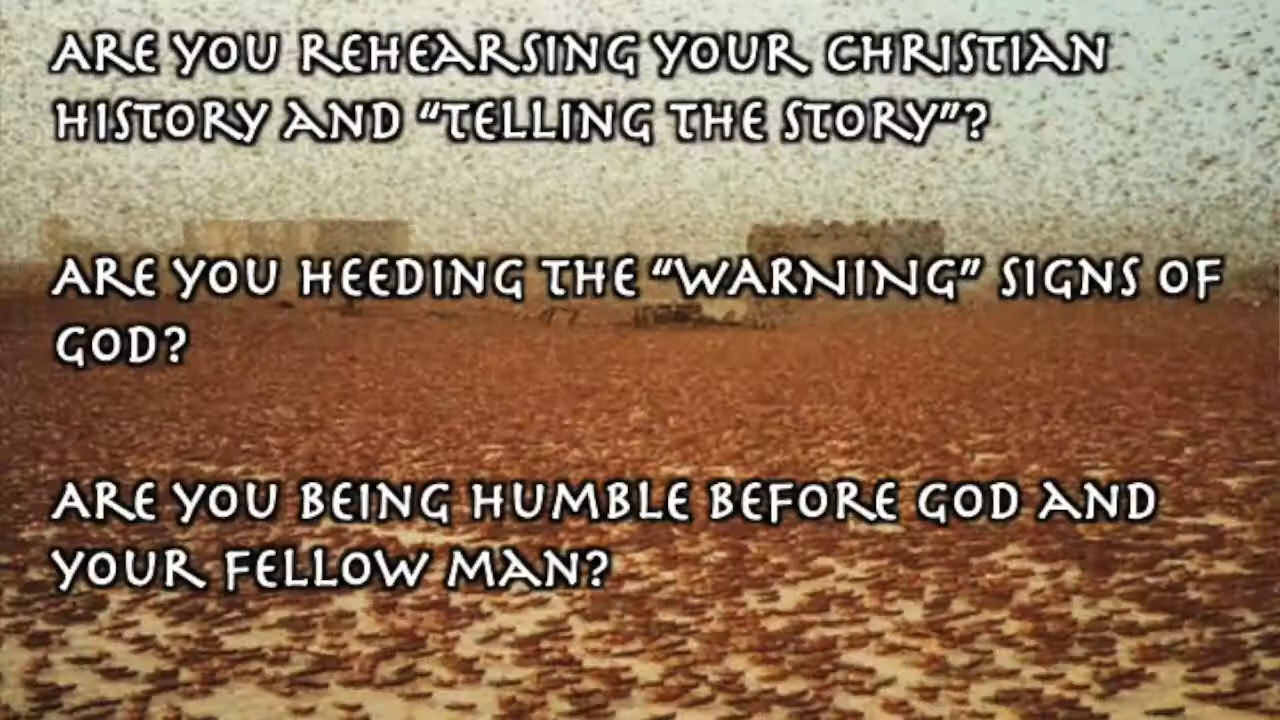 ARE YOU REHEARSING YOUR CHRISTIAN
HISTORY AND “TELLING THE STORY”?
ARE YOU HEEDING THE “WARNING” SIGNS OF
GOD?
ARE YOU BEING HUMBLE BEFORE GOD AND
YOUR FELLOW MAN?